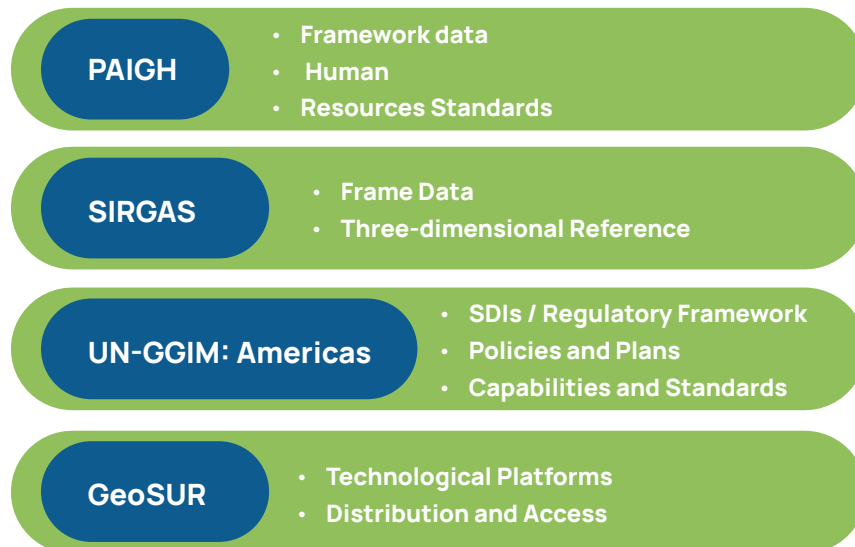 PAIGH
• Framework data
• Human
• Resources Standards
SIRGAS
• Frame Data
• Three-dimensional Reference
UN-GGIM: Americas
• SDIs / Regulatory Framework
• Policies and Plans
• Capabilities and Standards
GeoSUR
• Technological Platforms
• Distribution and Access